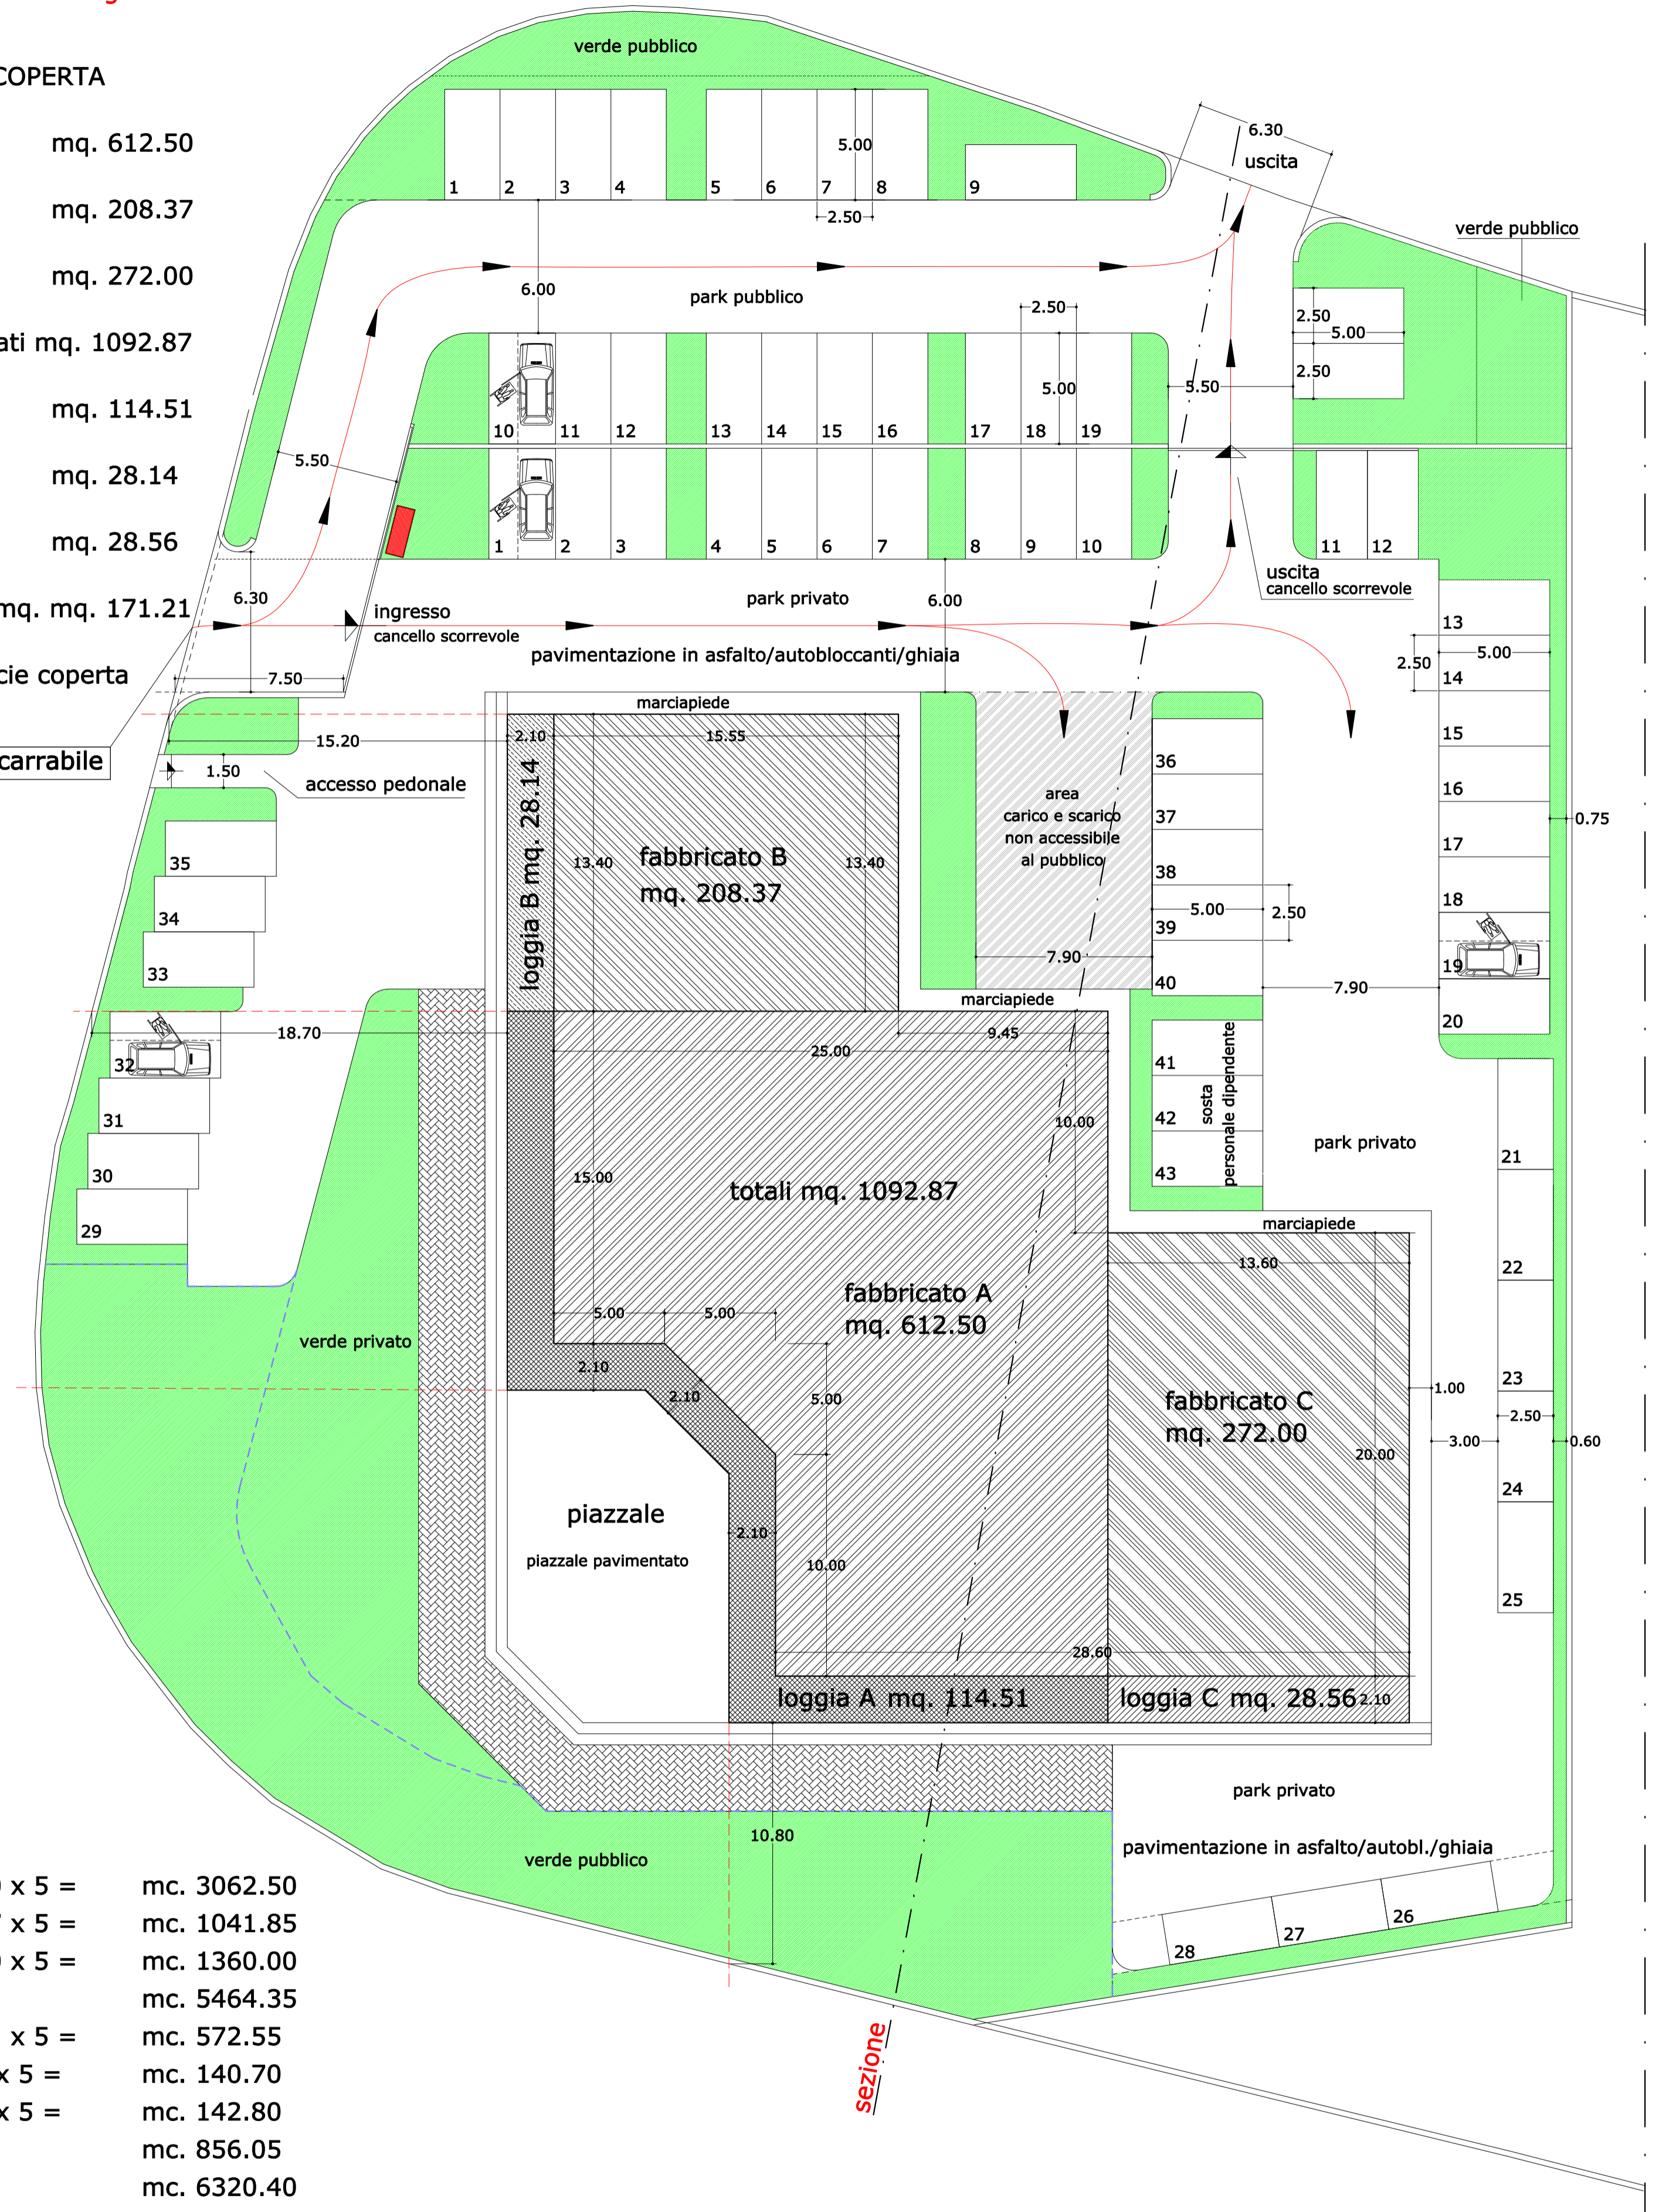 COPERTA
mq. 612.50
mq. 208.37
mq. 272.00
ati mq. 1092.87
mq. 114.51
mq. 28.14
mq. 28.56
mq. mq. 171.21
cie coperta
carrabile
verde pubblico
1 2 3 4 5 6 7 8 9
5.00
2.50
6.30
uscita
verde pubblico
6.00
park pubblico
2.50
5.00
2.50
5.00
2.50
5.50
10 11 12 13 14 15 16 17 18 19
5.50
1 2 3 4 5 6 7 8 9 10
11 12
uscita
cancello scorrevole
6.30
ingresso
cancello scorrevole
park privato
6.00
pavimentazione in asfalto/autobloccanti/ghiaia
7.50
marciapiede
15.20
2.10
15.55
1.50
accesso pedonale
13
2.50
5.00
14
15
16
17
18
19
20
0.75
loggia B mq. 28.14
13.40
fabbricato B
mq. 208.37
13.40
area
carico e scarico
non accessibile
al pubblico
7.90
36
37
38
39
40
5.00
2.50
7.90
35
34
33
32
31
30
29
18.70
marciapiede
9.45
25.00
10.00
41
42
43
sosta
personale dipendente
park privato
15.00
totali mq. 1092.87
marciapiede
13.60
21
22
23
24
25
verde privato
5.00
5.00
fabbricato A
mq. 612.50
2.10
2.10
5.00
fabbricato C
mq. 272.00
20.00
1.00
2.50
3.00
0.60
piazzale
piazzale pavimentato
2.10
10.00
28.60
loggia A mq. 114.51
loggia C mq. 28.56
2.10
10.80
verde pubblico
park privato
pavimentazione in asfalto/autobl./ghiaia
28 27 26
sezione
0 x 5 = mc. 3062.50
7 x 5 = mc. 1041.85
0 x 5 = mc. 1360.00
mc. 5464.35
x 5 = mc. 572.55
x 5 = mc. 140.70
x 5 = mc. 142.80
mc. 856.05
mc. 6320.40